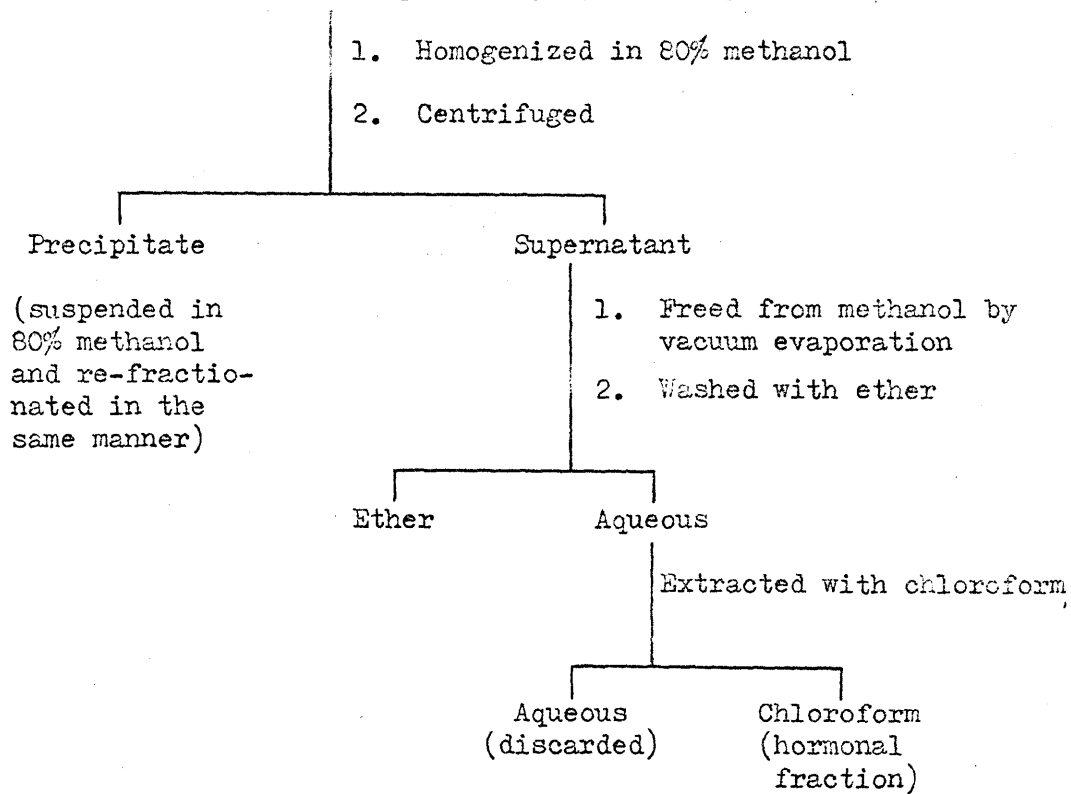 1. Homogenized in 80% methanol
2. Centrifuged
Precipitate
Supernatant
(suspended in
80% methanol
and re-fractio-
nated in the
same manner)
1. Freed from methanol by
vacuum evaporation
2. Washed with ether
Ether
Aqueous
Extracted with chloroform
Aqueous
(discarded)
Chloroform
(hormonal
fraction)